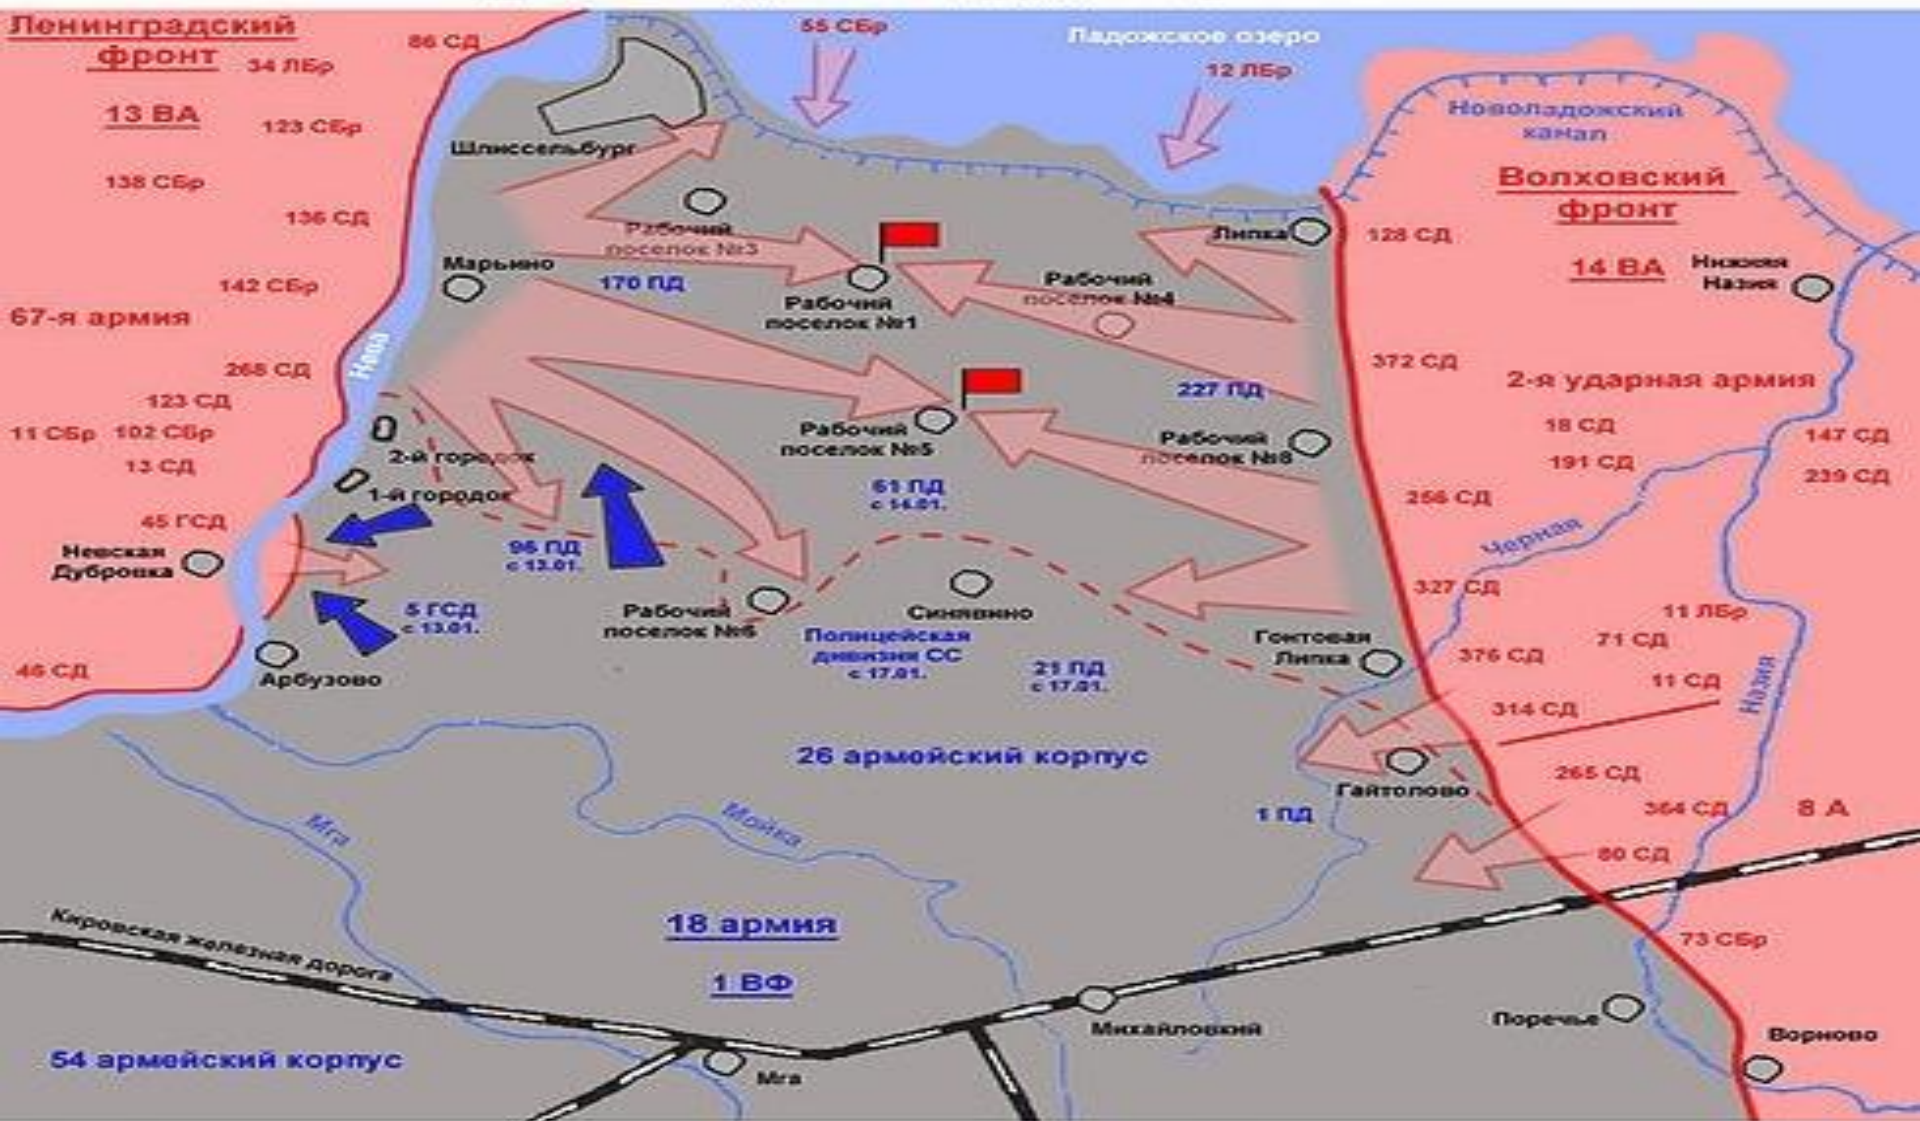 Ленинградский
фронт
86 СД
34 ЛБр
13 ВА
123 СБр
138 СБр
136 СД
142 СБр
67-я армия
268 СД
123 СД
11 СБр
102 СБр
13 СД
45 ГСД
Невская
Дубровка
46 СД
55 СБр
Ладожское озеро
12 ЛБр
Новоладожский
канал
Шлиссельбург
Рабочий
поселок №3
Марьино
170 ПД
Рабочий
поселок №1
Рабочий
поселок №4
Липка
Нева
227 ПД
Рабочий
поселок №5
Рабочий
поселок №8
2-й городок
1-й городок
61 ПД
с 14.01.
96 ПД
с 13.01.
5 ГСД
с 13.01.
Рабочий
поселок №6
Синявино
Полицейская
дивизия СС
с 17.01.
21 ПД
с 17.01.
Гонтовая
Липка
Арбузово
26 армейский корпус
Гайтолово
1 ПД
Мга
Мойка
18 армия
1 ВФ
Кировская железная дорога
54 армейский корпус
Мга
Михайловкий
Волховский
фронт
128 СД
14 ВА
Нижняя
Назия
372 СД
2-я ударная армия
18 СД
147 СД
191 СД
239 СД
256 СД
Черная
327 СД
11 ЛБр
71 СД
376 СД
11 СД
Назия
314 СД
265 СД
364 СД
8 А
80 СД
73 СБр
Поречье
Ворново